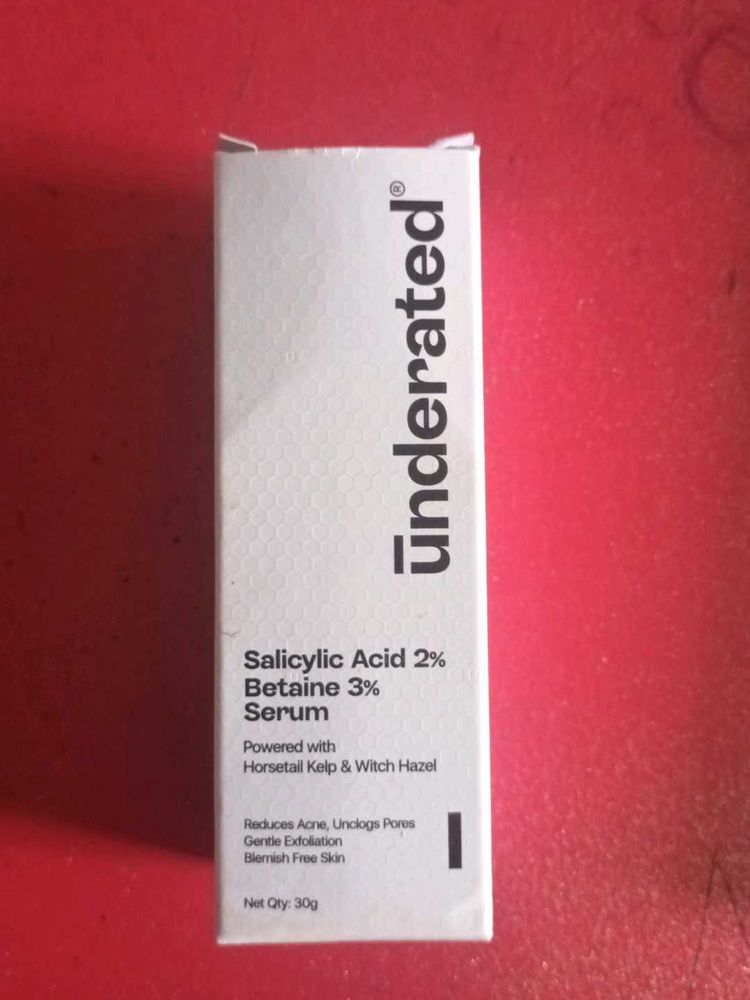 ūnderated®
Salicylic Acid 2%
Betaine 3%
Serum
Powered with
Horsetail Kelp & Witch Hazel
Reduces Acne, Unclogs Pores
Gentle Exfoliation
Blemish Free Skin
Net Qty: 30g